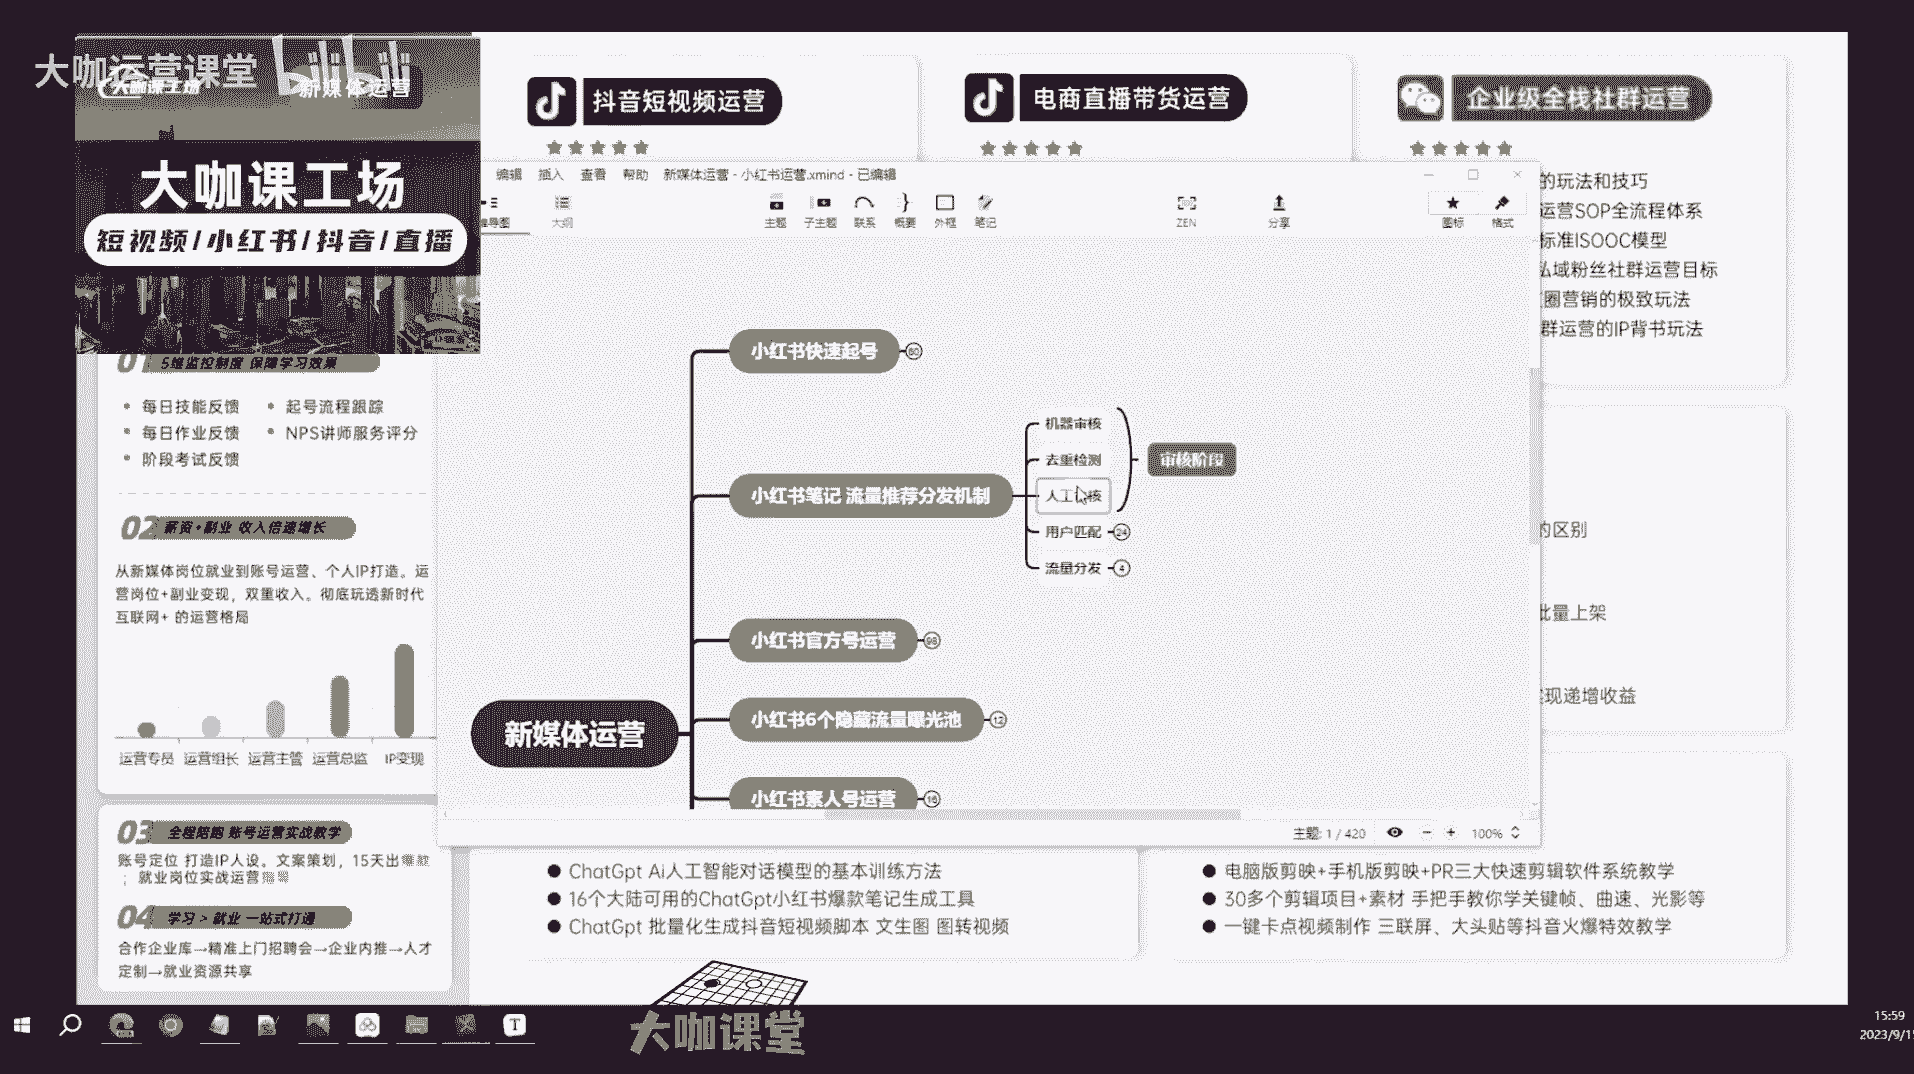 大咖运营课堂 bilibili
大咖课工场 新媒体运营
大咖课工场
短视频/小红书/抖音/直播
抖音短视频运营
电商直播带货运营
企业级全栈社群运营
的玩法和技巧
运营SOP全流程体系
标准ISOOC模型
私域粉丝社群运营目标
圈营销的极致玩法
群运营的IP背书玩法
的区别
批量上架
实现递增收益
编辑 插入 查看 帮助 新媒体运营 - 小红书运营.xmind - 已编辑
导图 大纲 主题 子主题 联系 概要 外框 笔记 ZEN 分享 图标 格式
小红书快速起号 60
小红书笔记 流量推荐分发机制
机器审核
去重检测
人工审核
用户匹配 24
流量分发 4
审核阶段
小红书官方号运营 98
小红书6个隐藏流量曝光池 12
新媒体运营
小红书素人号运营 16
主题: 1 / 420 100%
01 5维监控制度 保障学习效果
每日技能反馈 起号流程跟踪
每日作业反馈 NPS讲师服务评分
阶段考试反馈
02 薪资+副业 收入倍速增长
从新媒体岗位就业到账号运营、个人IP打造。运
营岗位+副业变现，双重收入。彻底玩透新时代
互联网+ 的运营格局
运营专员 运营组长 运营主管 运营总监 IP变现
03 全程陪跑 账号运营实战教学
账号定位 打造IP人设。文案策划，15天出爆款
；就业岗位实战运营
04 学习 > 就业 一站式打通
合作企业库→精准上门招聘会→企业内推→人才
定制→就业资源共享
ChatGpt Ai人工智能对话模型的基本训练方法
16个大陆可用的ChatGpt小红书爆款笔记生成工具
ChatGpt 批量化生成抖音短视频脚本 文生图 图转视频
电脑版剪映+手机版剪映+PR三大快速剪辑软件系统教学
30多个剪辑项目+素材 手把手教你学关键帧、曲速、光影等
一键卡点视频制作 三联屏、大头贴等抖音火爆特效教学
大咖课堂
15:59
2023/9/1